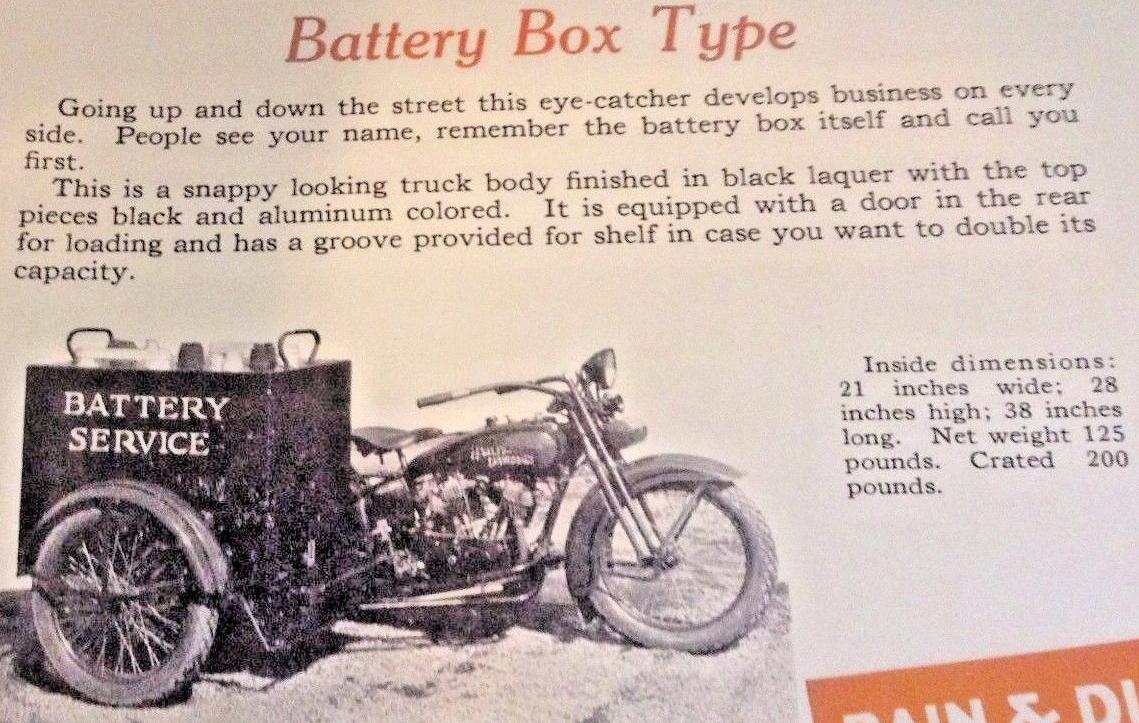 Battery Box Type
Going up and down the street this eye-catcher develops business on every
side. People see your name, remember the battery box itself and call you
first.
This is a snappy looking truck body finished in black laquer with the top
pieces black and aluminum colored. It is equipped with a door in the rear
for loading and has a groove provided for shelf in case you want to double its
capacity.
BATTERY
SERVICE
HARLEY-
DAVIDSON
Inside dimensions:
21 inches wide; 28
inches high; 38 inches
long. Net weight 125
pounds. Crated 200
pounds.
&